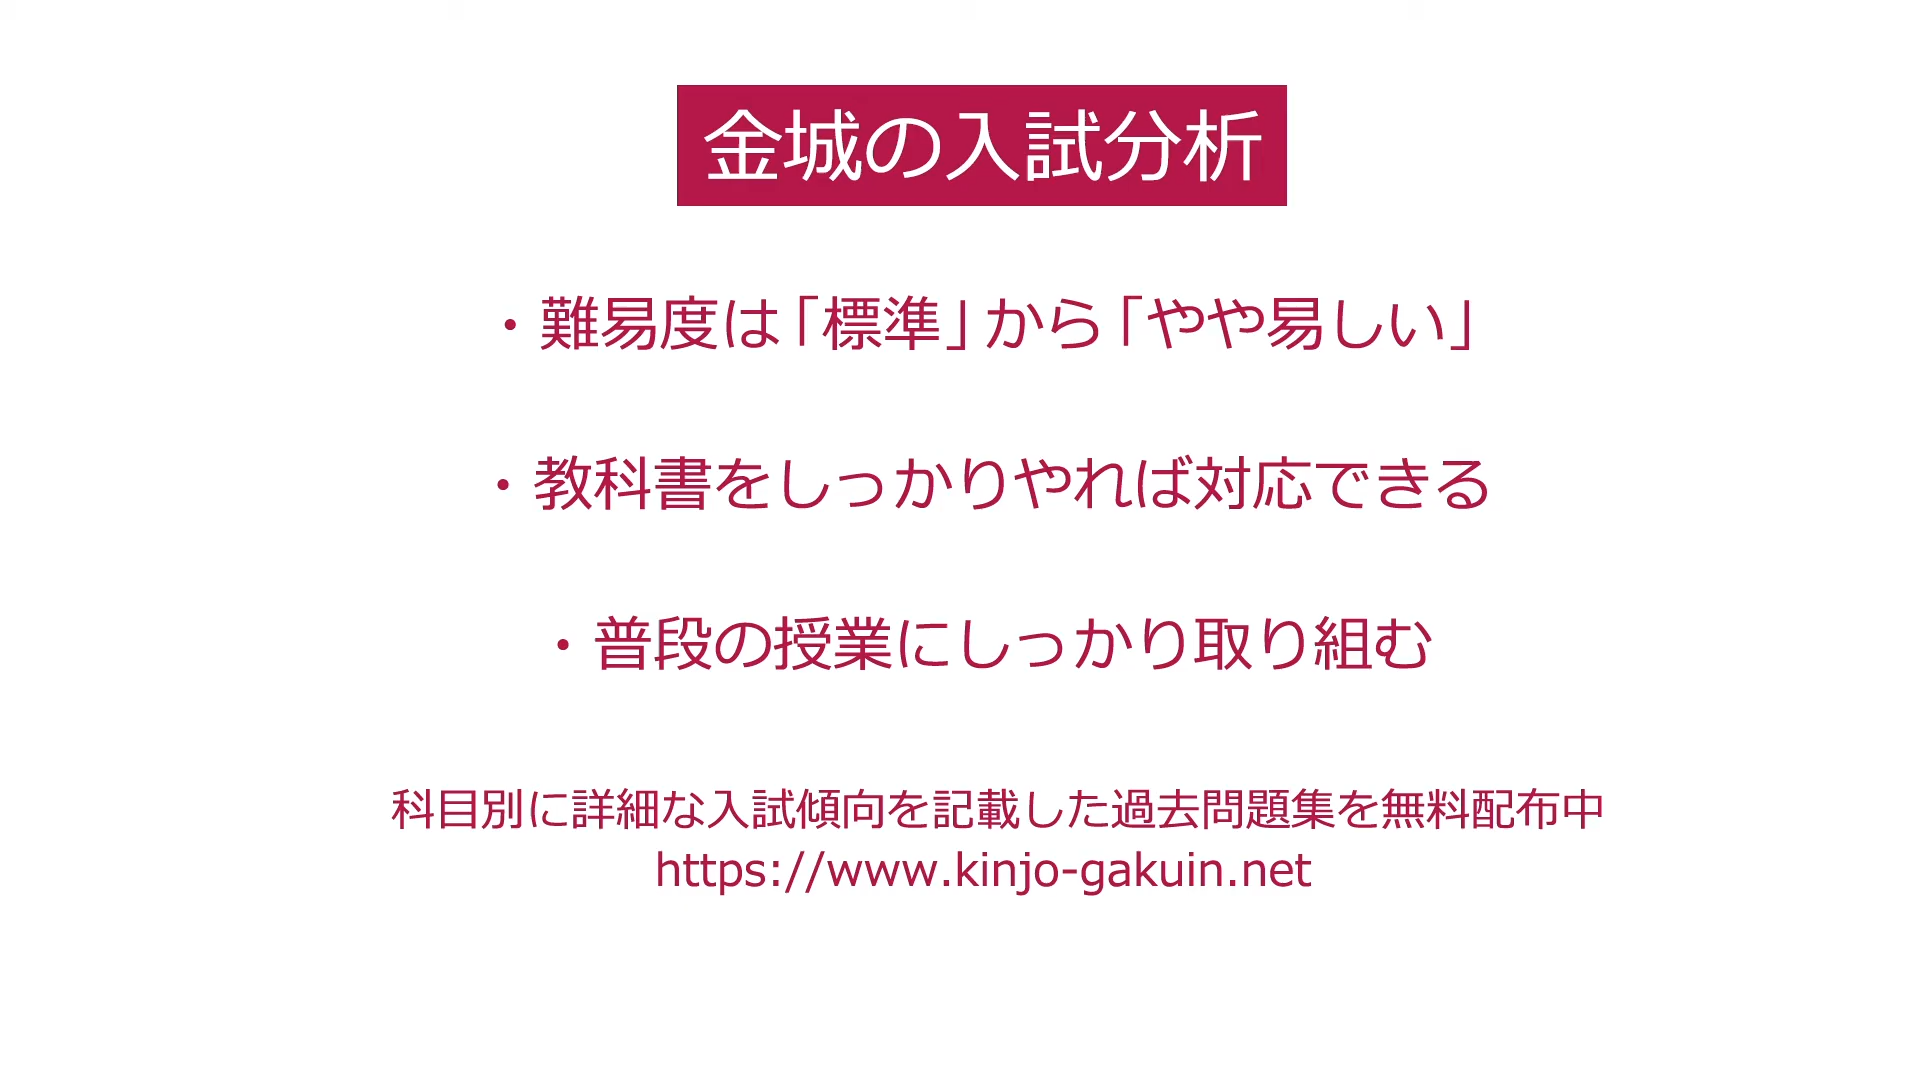 金城の入試分析
・難易度は「標準」から「やや易しい」
・教科書をしっかりやれば対応できる
・普段の授業にしっかり取り組む
科目別に詳細な入試傾向を記載した過去問題集を無料配布中
https://www.kinjo-gakuin.net